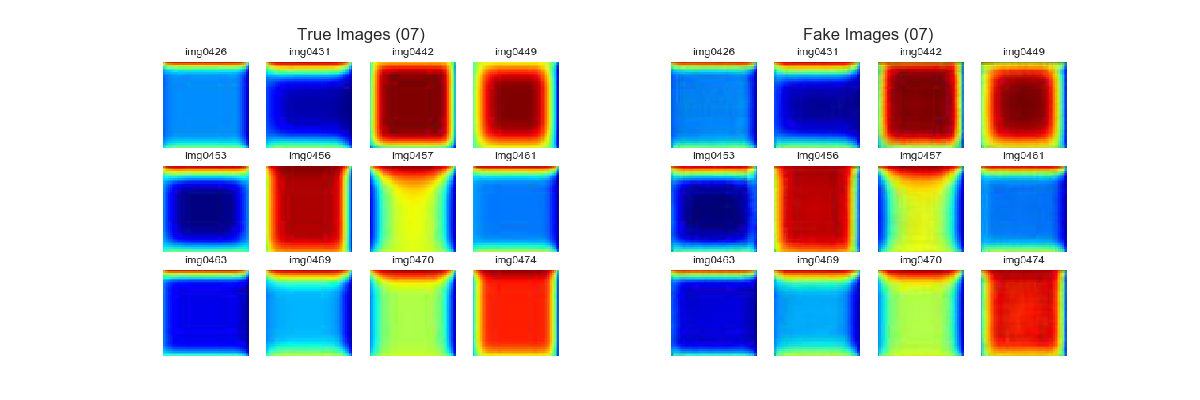 True Images (07)
img0426 img0431 img0442 img0449
img0453 img0456 img0457 img0461
img0463 img0469 img0470 img0474
Fake Images (07)
img0426 img0431 img0442 img0449
img0453 img0456 img0457 img0461
img0463 img0469 img0470 img0474